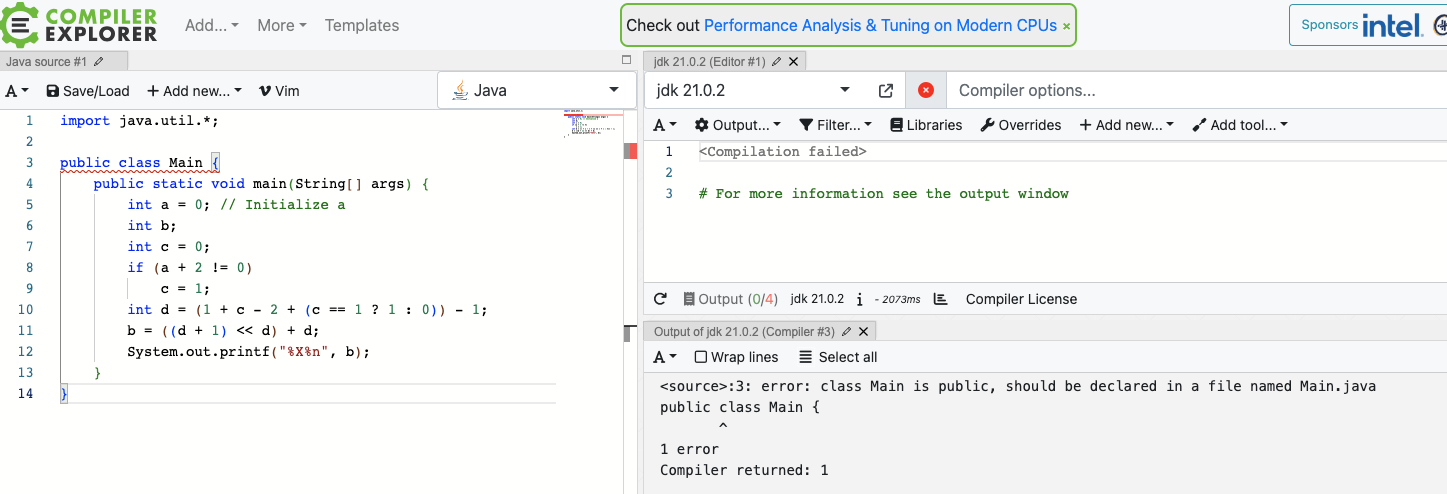 COMPILER
EXPLORER
Add...
More
Templates
Check out Performance Analysis & Tuning on Modern CPUs ×
Sponsors intel.
Java source #1
A
Save/Load
+ Add new...
Vim
Java
1 import java.util.*;
2
3 public class Main {
4 public static void main(String[] args) {
5 int a = 0; // Initialize a
6 int b;
7 int c = 0;
8 if (a + 2 != 0)
9 c = 1;
10 int d = (1 + c - 2 + (c == 1 ? 1 : 0)) - 1;
11 b = ((d + 1) << d) + d;
12 System.out.printf("%X%n", b);
13 }
14 }
jdk 21.0.2 (Editor #1)
jdk 21.0.2
Compiler options...
A
Output...
Filter...
Libraries
Overrides
+ Add new...
Add tool...
1 <Compilation failed>
2
3 # For more information see the output window
Output (0/4) jdk 21.0.2 i - 2073ms
Compiler License
Output of jdk 21.0.2 (Compiler #3)
A
Wrap lines
Select all
<source>:3: error: class Main is public, should be declared in a file named Main.java
public class Main {
^
1 error
Compiler returned: 1